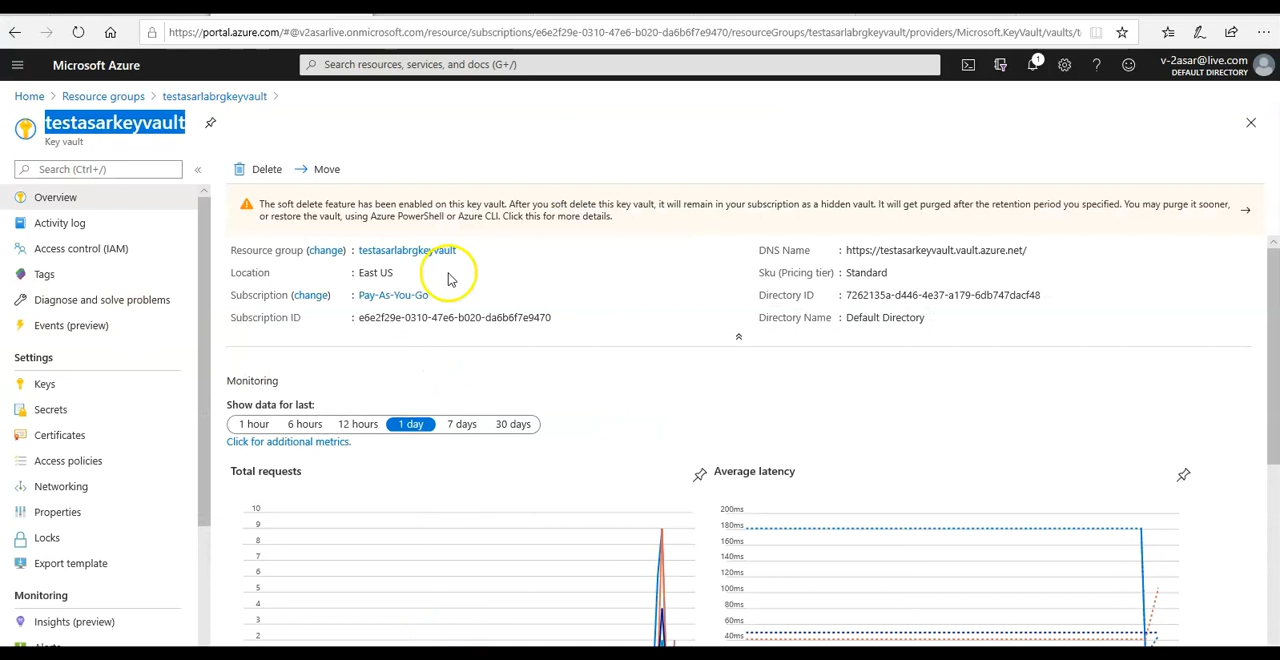 https://portal.azure.com/#@v2asarlive.onmicrosoft.com/resource/subscriptions/e6e2f29e-0310-47e6-b020-da6b6f7e9470/resourceGroups/testasarlabrgkeyvault/providers/Microsoft.KeyVault/vaults/t
Microsoft Azure
Search resources, services, and docs (G+/)
1
v-2asar@live.com
DEFAULT DIRECTORY
Home > Resource groups > testasarlabrgkeyvault >
testasarkeyvault
Key vault
Search (Ctrl+/)
«
Delete
Move
Overview
Activity log
Access control (IAM)
Tags
Diagnose and solve problems
Events (preview)
Settings
Keys
Secrets
Certificates
Access policies
Networking
Properties
Locks
Export template
Monitoring
Insights (preview)
The soft delete feature has been enabled on this key vault. After you soft delete this key vault, it will remain in your subscription as a hidden vault. It will get purged after the retention period you specified. You may purge it sooner,
or restore the vault, using Azure PowerShell or Azure CLI. Click this for more details.
Resource group (change) : testasarlabrgkeyvault
Location : East US
Subscription (change) : Pay-As-You-Go
Subscription ID : e6e2f29e-0310-47e6-b020-da6b6f7e9470
DNS Name : https://testasarkeyvault.vault.azure.net/
Sku (Pricing tier) : Standard
Directory ID : 7262135a-d446-4e37-a179-6db747dacf48
Directory Name : Default Directory
Monitoring
Show data for last:
1 hour 6 hours 12 hours 1 day 7 days 30 days
Click for additional metrics.
Total requests
10
9
8
7
6
5
4
3
2
Average latency
200ms
180ms
160ms
140ms
120ms
100ms
80ms
60ms
40ms